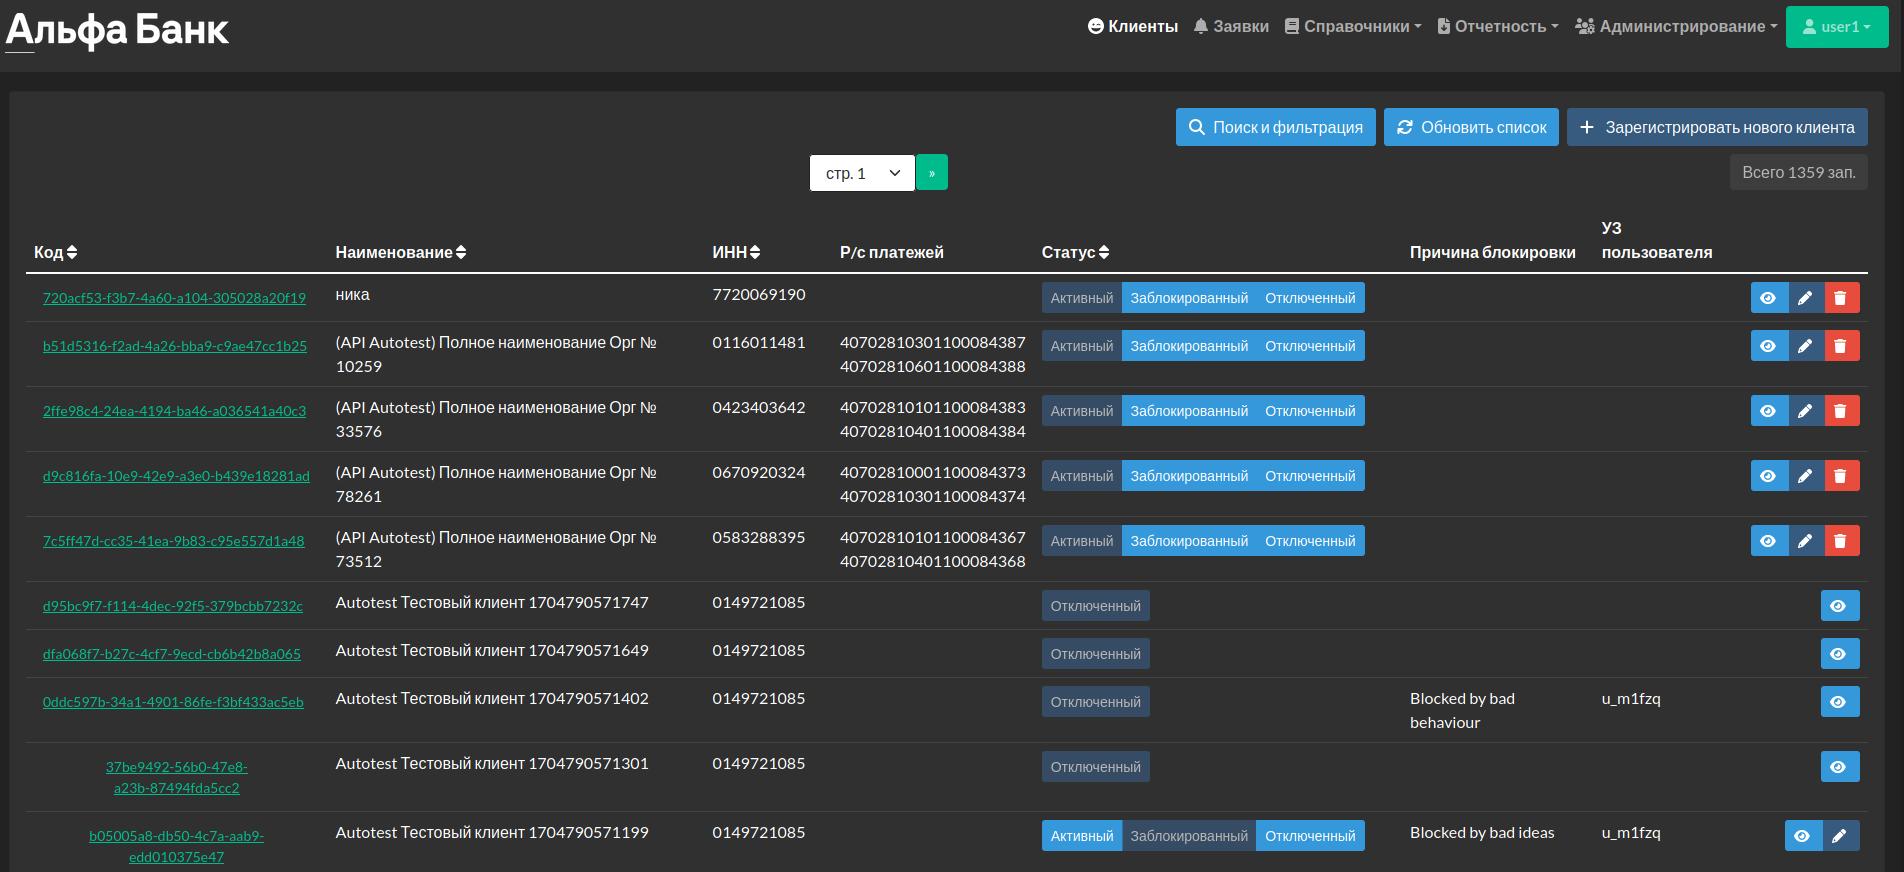 Альфа Банк
Клиенты Заявки Справочники Отчетность Администрирование user1
Поиск и фильтрация Обновить список Зарегистрировать нового клиента
стр. 1 » Всего 1359 зап.
Код Наименование ИНН Р/с платежей Статус Причина блокировки УЗ пользователя
720acf53-f3b7-4a60-a104-305028a20f19 ника 7720069190 Активный Заблокированный Отключенный
b51d5316-f2ad-4a26-bba9-c9ae47cc1b25 (API Autotest) Полное наименование Орг № 0116011481 40702810301100084387 Активный Заблокированный Отключенный
10259 40702810601100084388
2ffe98c4-24ea-4194-ba46-a036541a40c3 (API Autotest) Полное наименование Орг № 0423403642 40702810101100084383 Активный Заблокированный Отключенный
33576 40702810401100084384
d9c816fa-10e9-42e9-a3e0-b439e18281ad (API Autotest) Полное наименование Орг № 0670920324 40702810001100084373 Активный Заблокированный Отключенный
78261 40702810301100084374
7c5ff47d-cc35-41ea-9b83-c95e557d1a48 (API Autotest) Полное наименование Орг № 0583288395 40702810101100084367 Активный Заблокированный Отключенный
73512 40702810401100084368
d95bc9f7-f114-4dec-92f5-379bcbb7232c Autotest Тестовый клиент 1704790571747 0149721085 Отключенный
dfa068f7-b27c-4cf7-9ecd-cb6b42b8a065 Autotest Тестовый клиент 1704790571649 0149721085 Отключенный
0ddc597b-34a1-4901-86fe-f3bf433ac5eb Autotest Тестовый клиент 1704790571402 0149721085 Отключенный Blocked by bad u_m1fzq
behaviour
37be9492-56b0-47e8- Autotest Тестовый клиент 1704790571301 0149721085 Отключенный
a23b-87494fda5cc2
b05005a8-db50-4c7a-aab9- Autotest Тестовый клиент 1704790571199 0149721085 Активный Заблокированный Отключенный Blocked by bad ideas u_m1fzq
edd010375e47